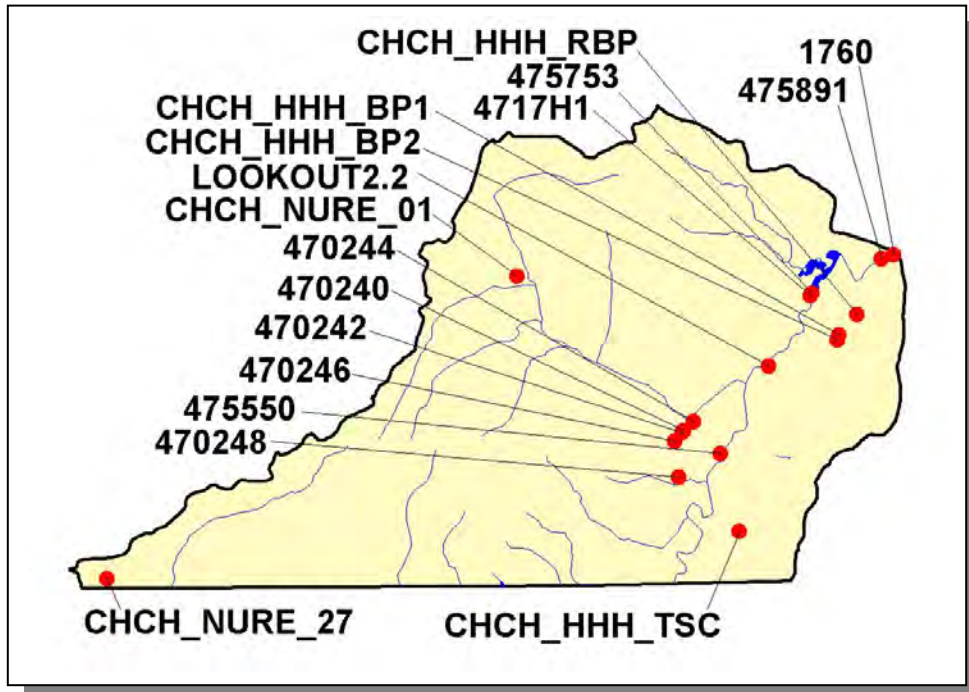 CHCH_HHH_RBP
1760
475753
475891
4717H1
CHCH_HHH_BP1
CHCH_HHH_BP2
LOOKOUT2.2
CHCH_NURE_01
470244
470240
470242
470246
475550
470248
CHCH_NURE_27
CHCH_HHH_TSC